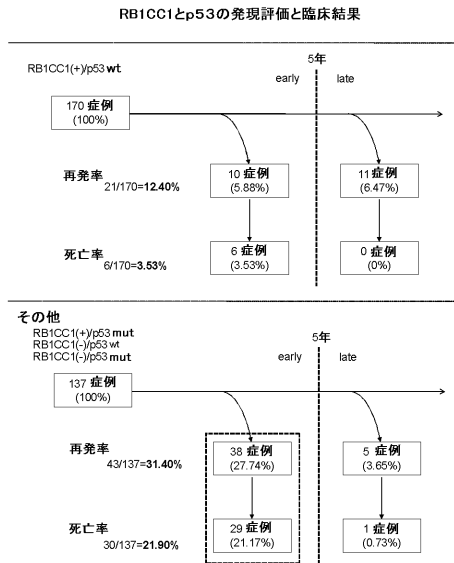 RB1CC1とp53の発現評価と臨床結果
5年
early
late
RB1CC1(+)/p53 wt
170 症例
(100%)
再発率
21/170=12.40%
10 症例
(5.88%)
11 症例
(6.47%)
死亡率
6/170=3.53%
6 症例
(3.53%)
0 症例
(0%)
その他
RB1CC1(+)/p53 mut
RB1CC1(-)/p53 wt
RB1CC1(-)/p53 mut
5年
early
late
137 症例
(100%)
再発率
43/137=31.40%
38 症例
(27.74%)
5 症例
(3.65%)
死亡率
30/137=21.90%
29 症例
(21.17%)
1 症例
(0.73%)